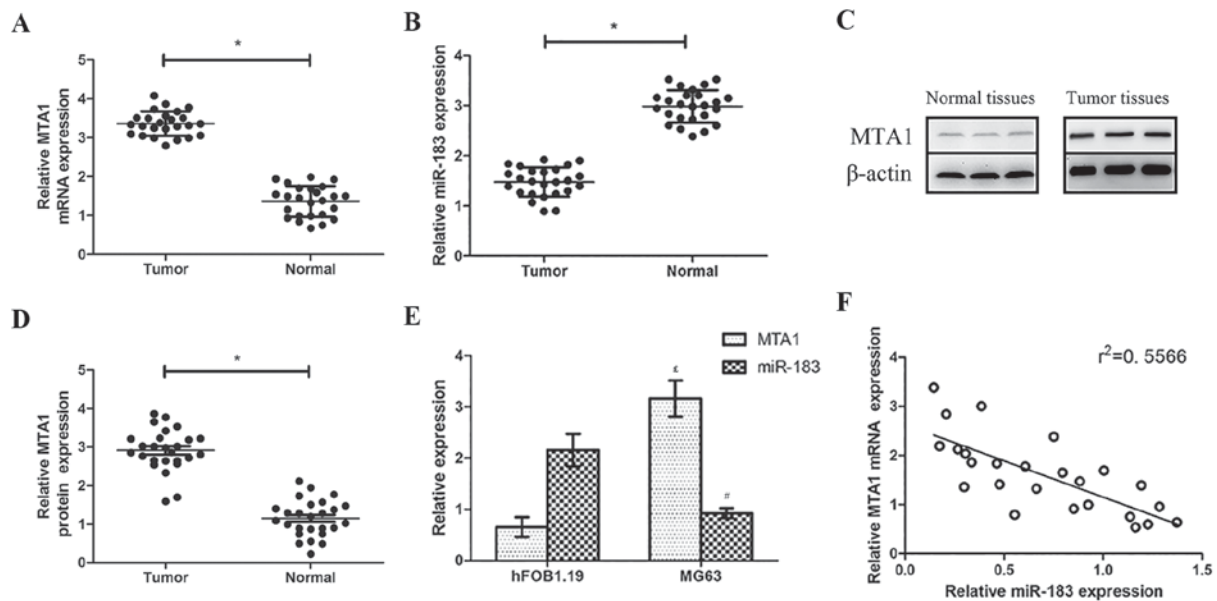 A
Relative MTA1
mRNA expression
5
4
3
2
1
0
*
Tumor
Normal
B
Relative miR-183 expression
4
3
2
1
0
*
Tumor
Normal
C
Normal tissues
Tumor tissues
MTA1
β-actin
D
Relative MTA1
protein expression
5
4
3
2
1
0
*
Tumor
Normal
E
MTA1
miR-183
Relative expression
4
3
2
1
0
#
hFOB1.19
MG63
F
r²=0. 5566
Relative MTA1 mRNA expression
4
3
2
1
0
0.0
0.5
1.0
1.5
Relative miR-183 expression